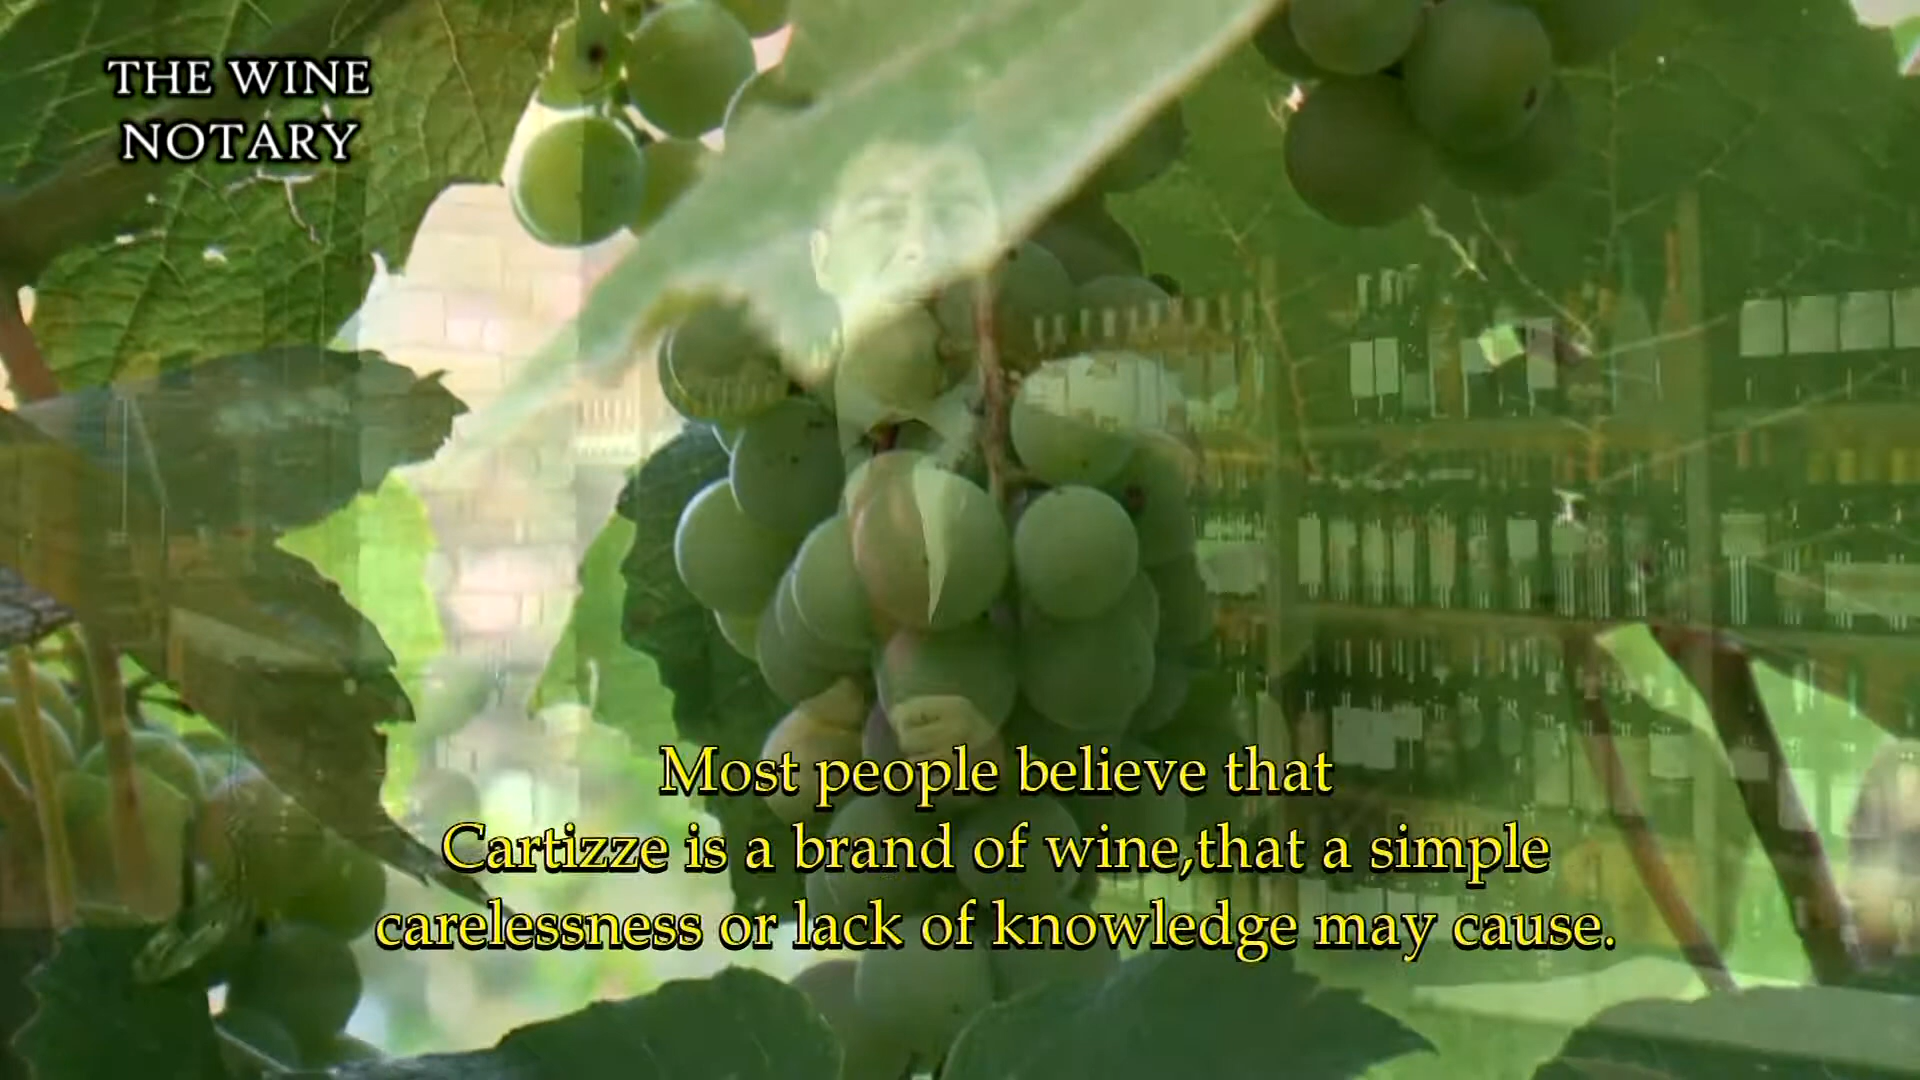 THE WINE
NOTARY
Most people believe that
Cartizze is a brand of wine,that a simple
carelessness or lack of knowledge may cause.